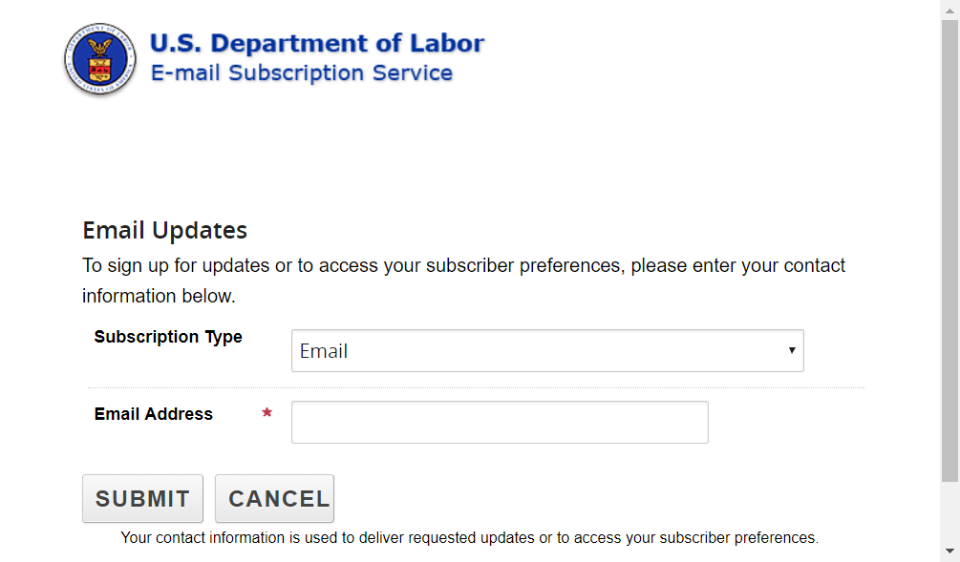 U.S. Department of Labor
E-mail Subscription Service
Email Updates
To sign up for updates or to access your subscriber preferences, please enter your contact
information below.
Subscription Type
Email
Email Address *
SUBMIT CANCEL
Your contact information is used to deliver requested updates or to access your subscriber preferences.